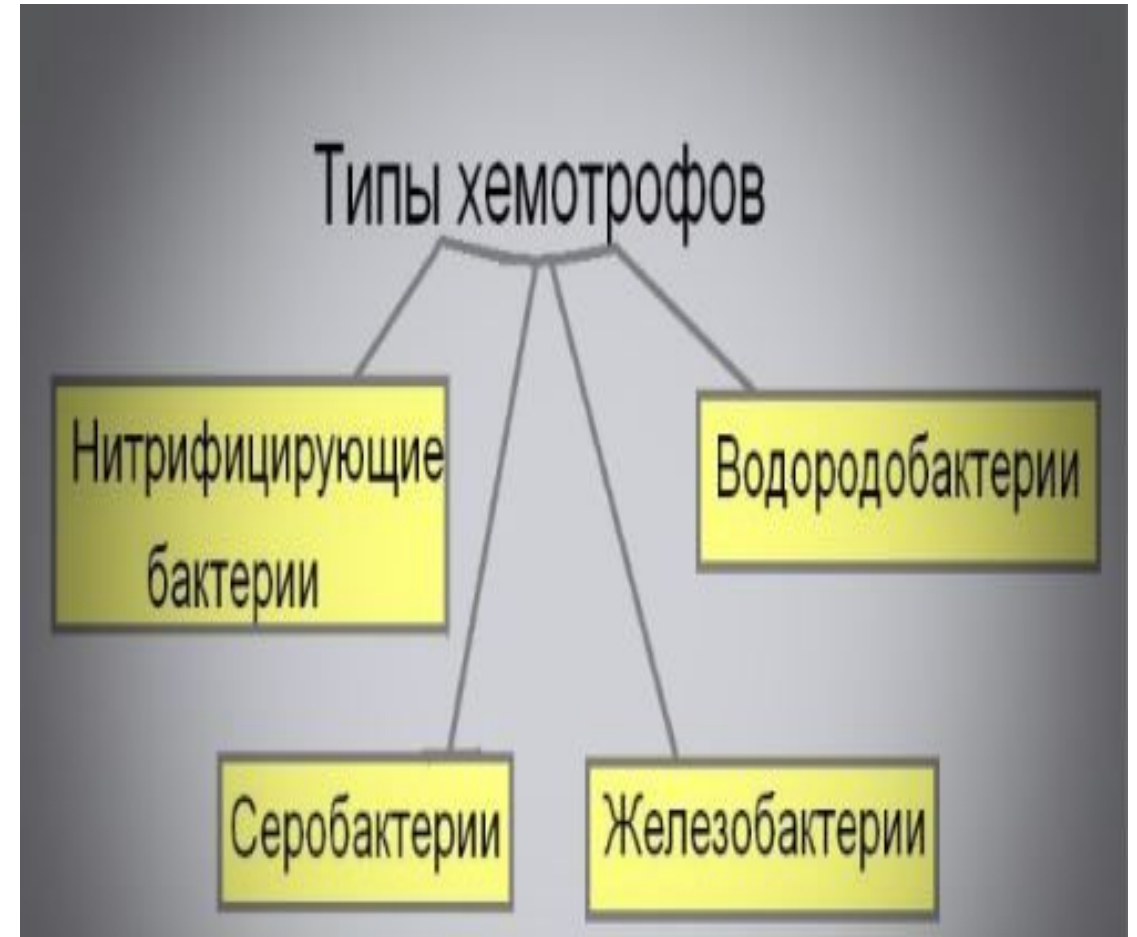 Типы хемотрофов
Нитрифицирующие
бактерии
Водородобактерии
Серобактерии
Железобактерии